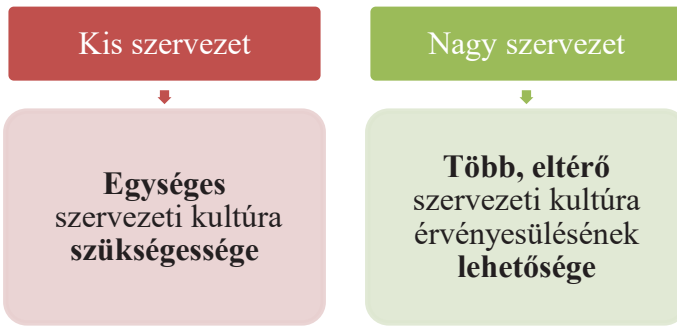 Kis szervezet
Egységes
szervezeti kultúra
szükségessége
Nagy szervezet
Több, eltérő
szervezeti kultúra
érvényesülésének
lehetősége